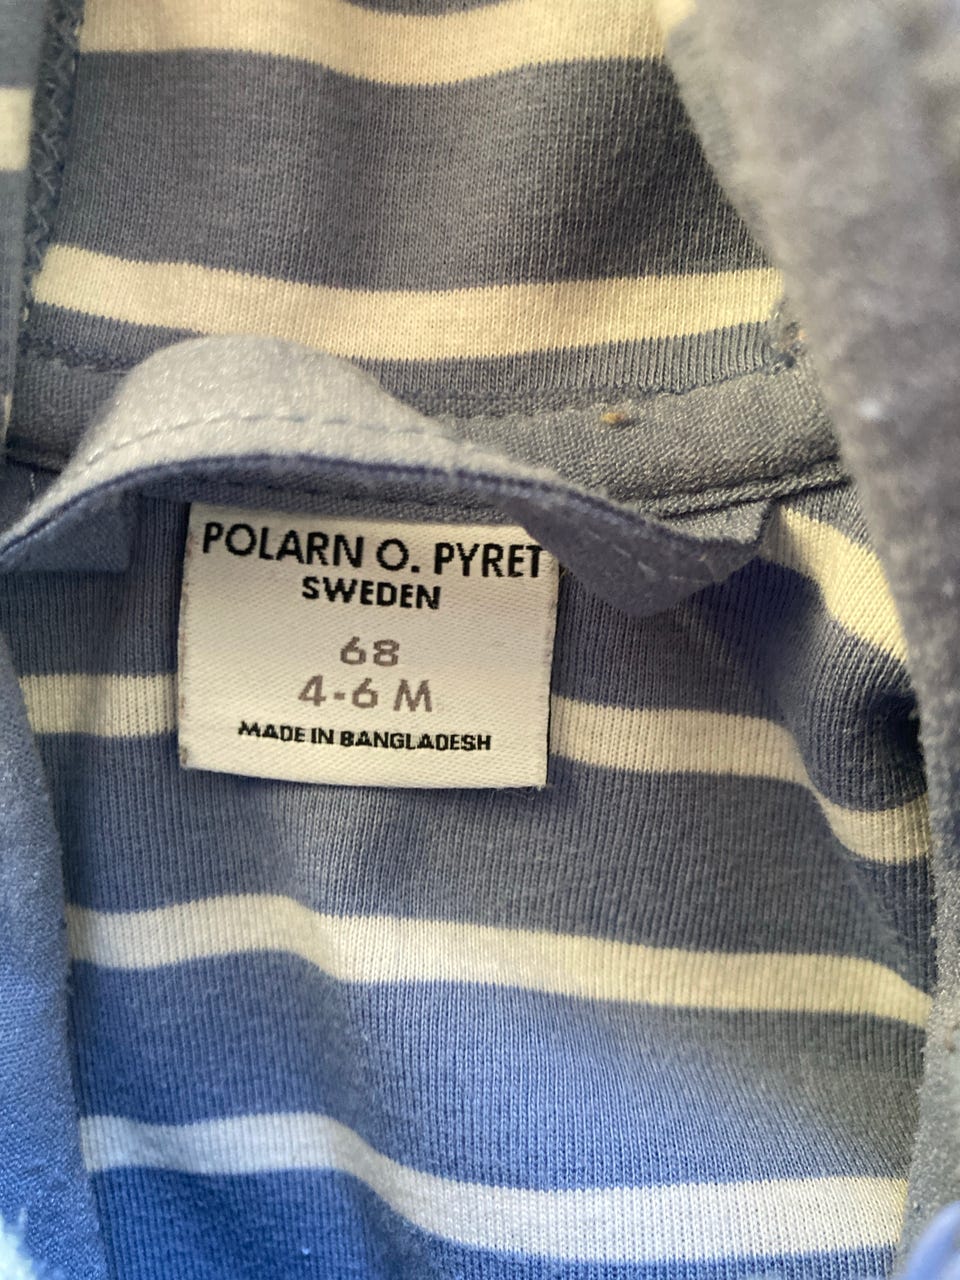 POLARN O. PYRET
SWEDEN
68
4-6 M
MADE IN BANGLADESH